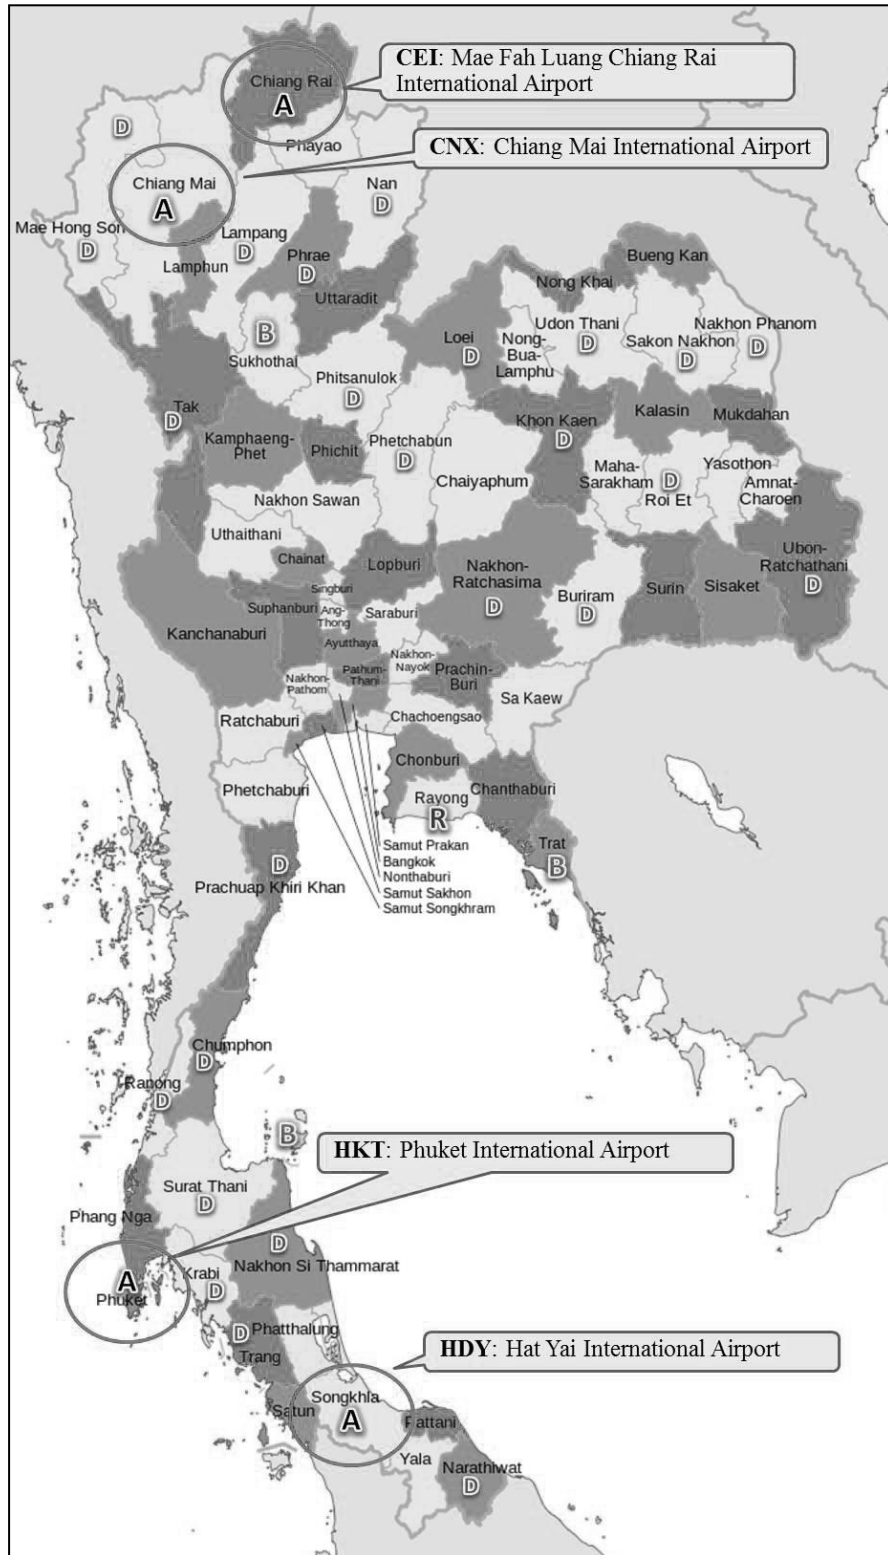 CEI: Mae Fah Luang Chiang Rai
International Airport
Chiang Rai
A
D
Phayao
CNX: Chiang Mai International Airport
Chiang Mai
A
Nan
D
Mae Hong Son
D
Lampang
D
Lamphun
Phrae
D
Uttaradit
Bueng Kan
Nong Khai
B
Sukhothai
Loei
D
Nong-
Bua-
Lamphu
Udon Thani
D
Sakon Nakhon
D
Nakhon Phanom
D
Phitsanulok
D
Tak
D
Kamphaeng-
Phet
Phichit
Phetchabun
D
Khon Kaen
D
Kalasin
Mukdahan
Nakhon Sawan
Chaiyaphum
Maha-
Sarakham
D
Roi Et
Yasothon
Amnat-
Charoen
Uthaithani
Chainat
Lopburi
Nakhon-
Ratchasima
D
Buriram
D
Surin
Sisaket
Ubon-
Ratchathani
D
Singburi
Suphanburi
Ang-
Thong
Saraburi
Kanchanaburi
Ayutthaya
Nakhon-
Nayok
Prachin-
Buri
Nakhon-
Pathom
Pathum-
Thani
Sa Kaew
Ratchaburi
Chachoengsao
Phetchaburi
Chonburi
Rayong
R
Chanthaburi
Trat
B
Samut Prakan
Bangkok
Nonthaburi
Samut Sakhon
Samut Songkhram
D
Prachuap Khiri Khan
Chumphon
D
Ranong
D
B
HKT: Phuket International Airport
Surat Thani
D
Phang Nga
D
Nakhon Si Thammarat
A
Phuket
Krabi
D
D
Phatthalung
Trang
HDY: Hat Yai International Airport
Songkhla
A
Satun
Pattani
Yala
Narathiwat
D